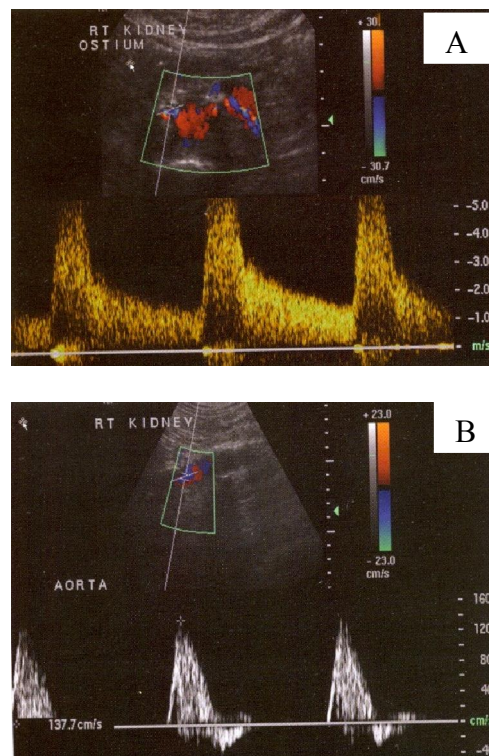 A
RT KIDNEY
OSTIUM
+ 30
- 30.7
cm/s
-5.0
-4.0
-3.0
-2.0
-1.0
m/s
B
RT KIDNEY
+ 23.0
- 23.0
cm/s
AORTA
160
120
80
40
cm/s
137.7cm/s